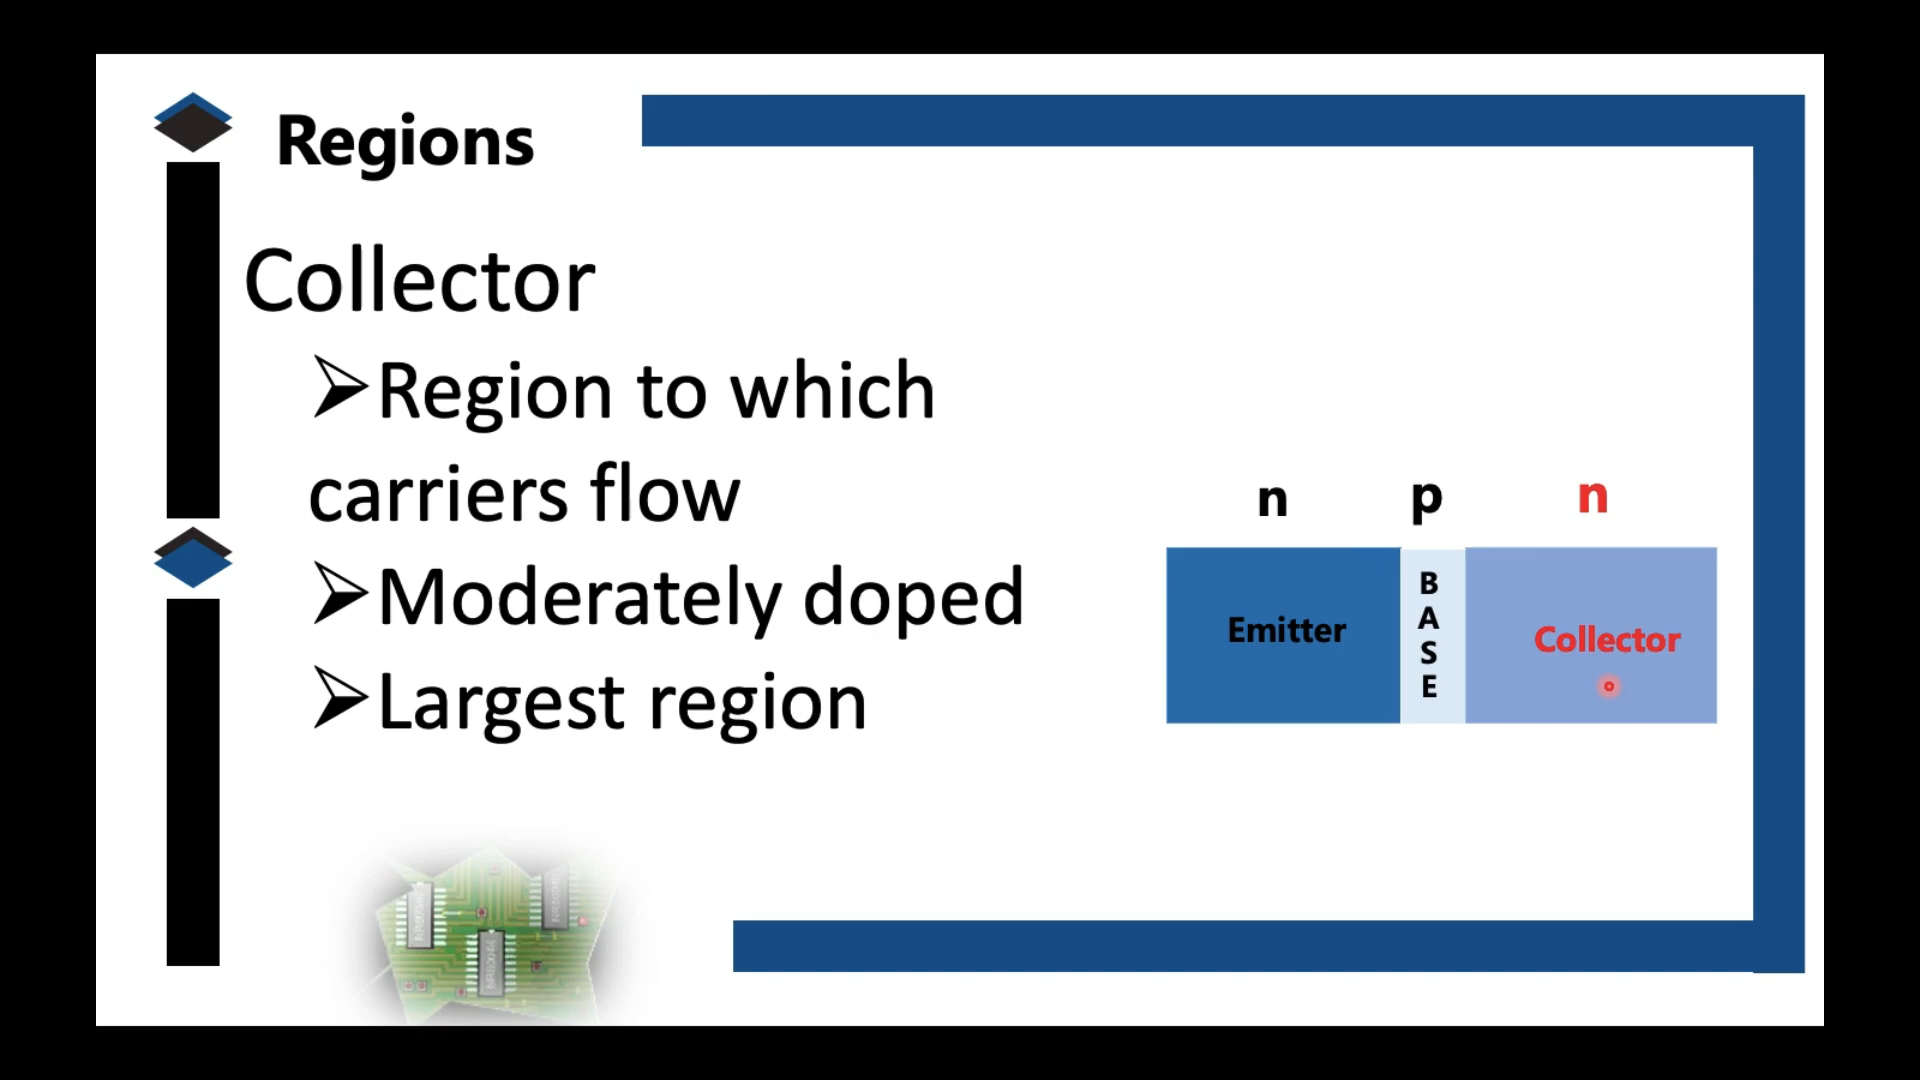 Regions
Collector
➢Region to which
carriers flow
➢Moderately doped
➢Largest region
n p n
Emitter
B
A
S
E
Collector